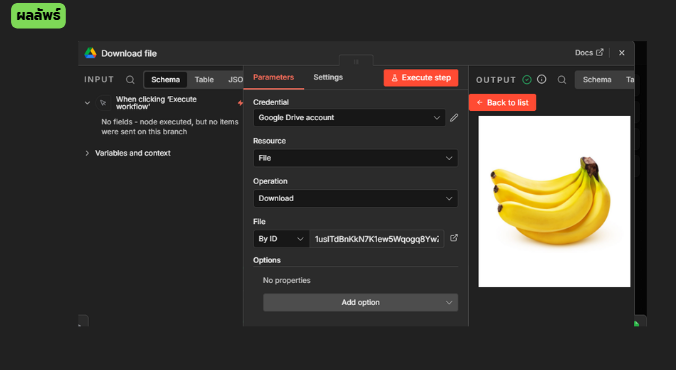 ผลลัพธ์
Download file
Docs
INPUT
Schema
Table
JSO
Parameters
Settings
Execute step
OUTPUT
Schema
Ta
When clicking 'Execute
workflow'
No fields - node executed, but no items
were sent on this branch
Variables and context
Credential
Google Drive account
Resource
File
Operation
Download
File
By ID
Options
No properties
Add option
Back to list